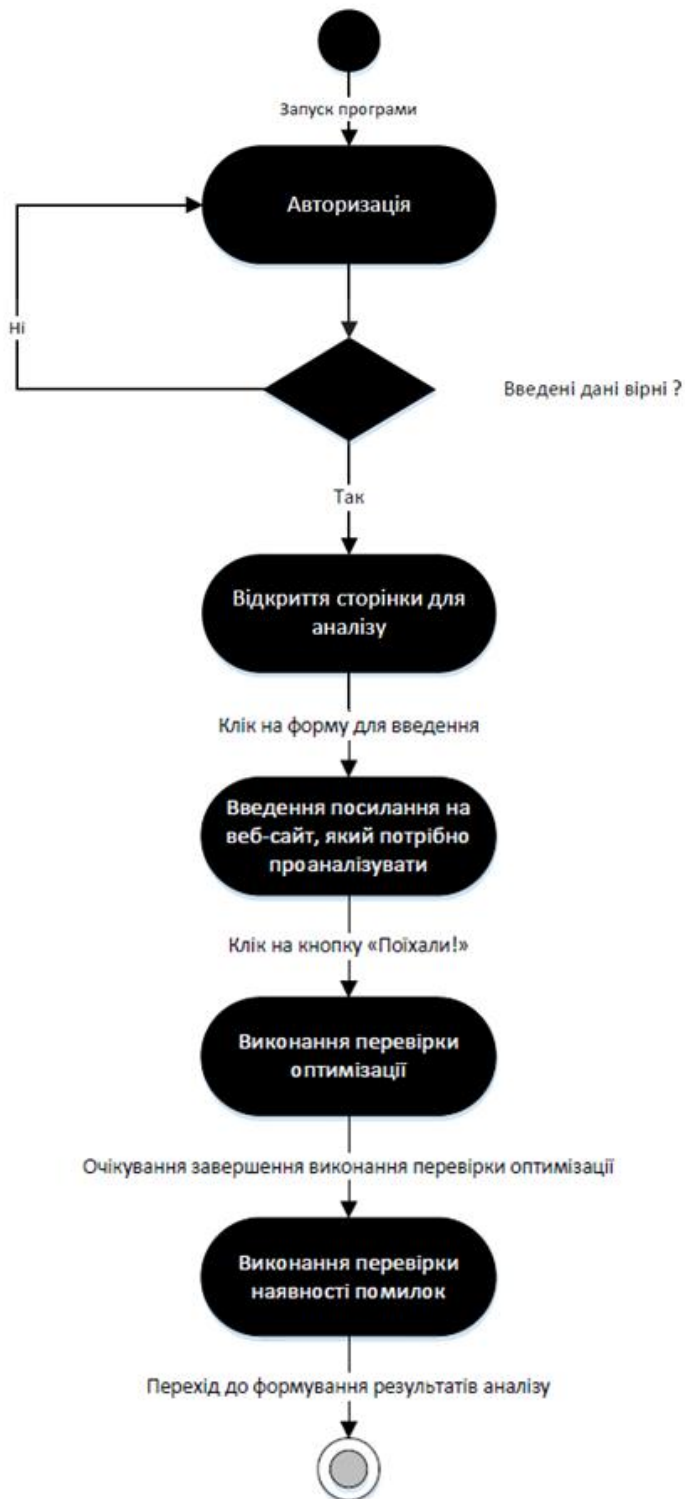 Запуск програми
Авторизація
Ні
Введені дані вірні ?
Так
Відкриття сторінки для
аналізу
Клік на форму для введення
Введення посилання на
веб-сайт, який потрібно
проаналізувати
Клік на кнопку «Поїхали!»
Виконання перевірки
оптимізації
Очікування завершення виконання перевірки оптимізації
Виконання перевірки
наявності помилок
Перехід до формування результатів аналізу